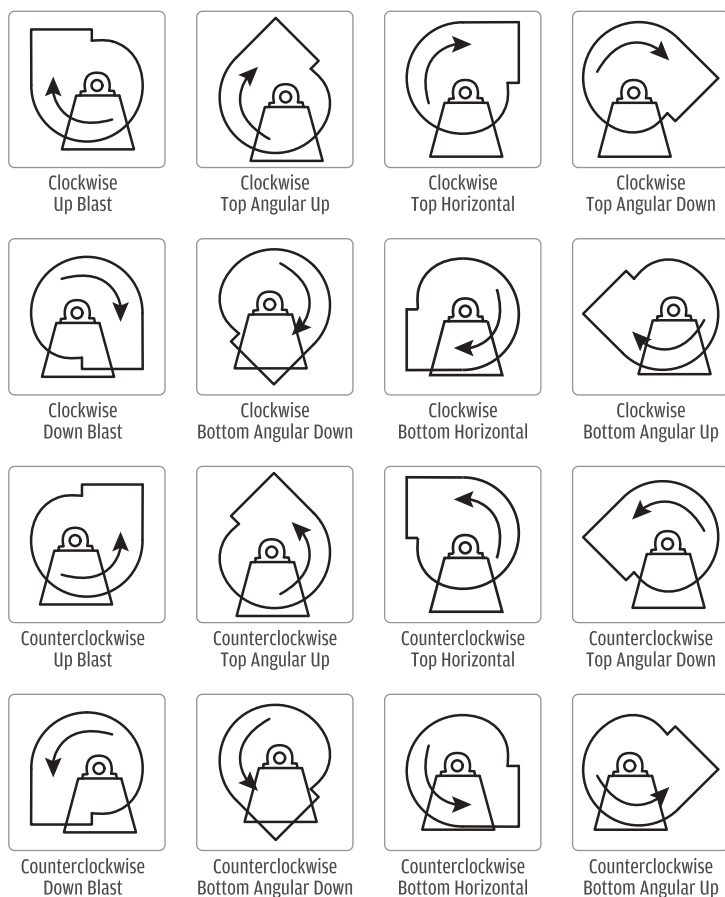 Clockwise
Up Blast
Clockwise
Top Angular Up
Clockwise
Top Horizontal
Clockwise
Top Angular Down
Clockwise
Down Blast
Clockwise
Bottom Angular Down
Clockwise
Bottom Horizontal
Clockwise
Bottom Angular Up
Counterclockwise
Up Blast
Counterclockwise
Top Angular Up
Counterclockwise
Top Horizontal
Counterclockwise
Top Angular Down
Counterclockwise
Down Blast
Counterclockwise
Bottom Angular Down
Counterclockwise
Bottom Horizontal
Counterclockwise
Bottom Angular Up